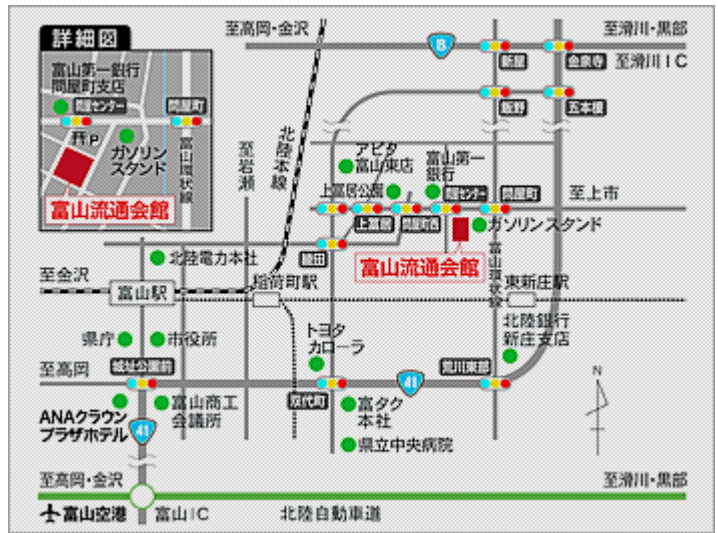 詳細図
富山第一銀行
問屋町支店
問屋センター
問屋町
P
ガソリン
スタンド
富山環状線
富山流通会館
至高岡・金沢
8
至滑川・黒部
新屋
金泉寺
至滑川IC
飯野
五本榎
北陸本線
至岩瀬
アピタ
富山東店
富山第一
銀行
上冨居公園
問屋センター
問屋町
至上市
上冨居
問屋町西
ガソリンスタンド
富山流通会館
富山環状線
北陸電力本社
至金沢
富山駅
稲荷町駅
東新庄駅
県庁
市役所
トヨタ
カローラ
北陸銀行
新庄支店
至高岡
城址公園前
41
荒川東部
N
ANAクラウン
プラザホテル
富山商工
会議所
双代町
富タク
本社
41
県立中央病院
至高岡・金沢
至滑川・黒部
富山空港
富山IC
北陸自動車道